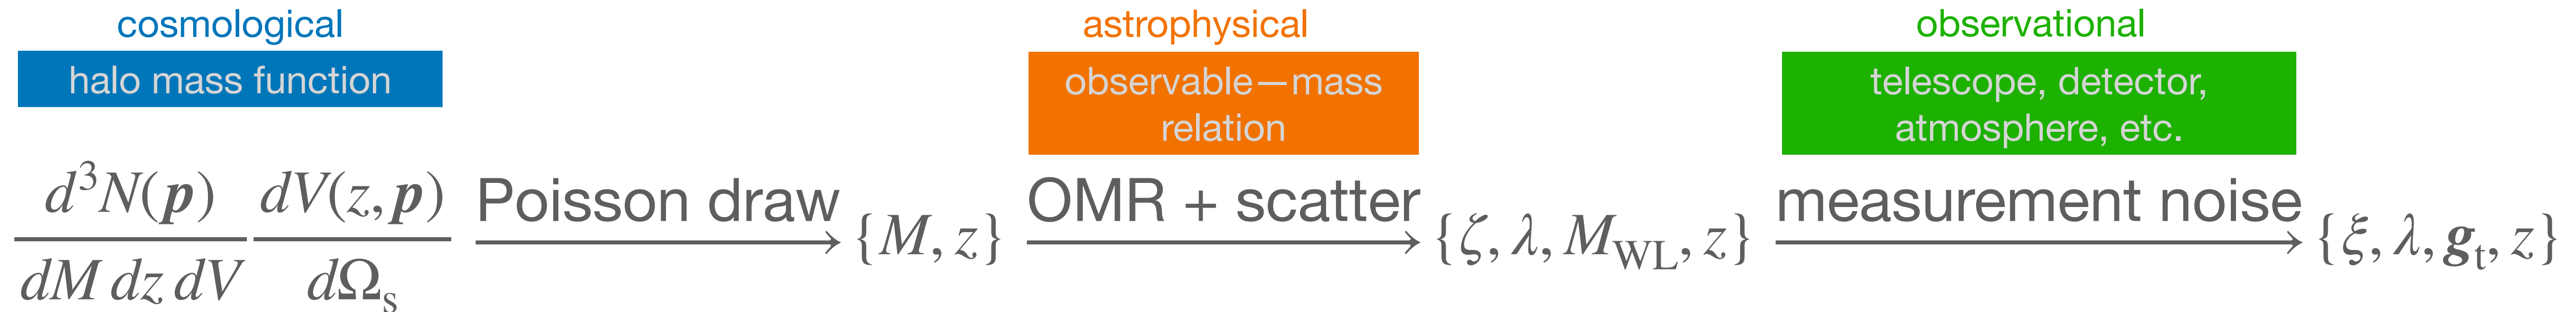 cosmological
halo mass function
astrophysical
observable—mass
relation
observational
telescope, detector,
atmosphere, etc.
d³N(p) / dM dz dV dV(z, p) / dΩₛ Poisson draw {M, z} OMR + scatter {ζ, λ, M_WL, z} measurement noise {ξ, λ, g_t, z}